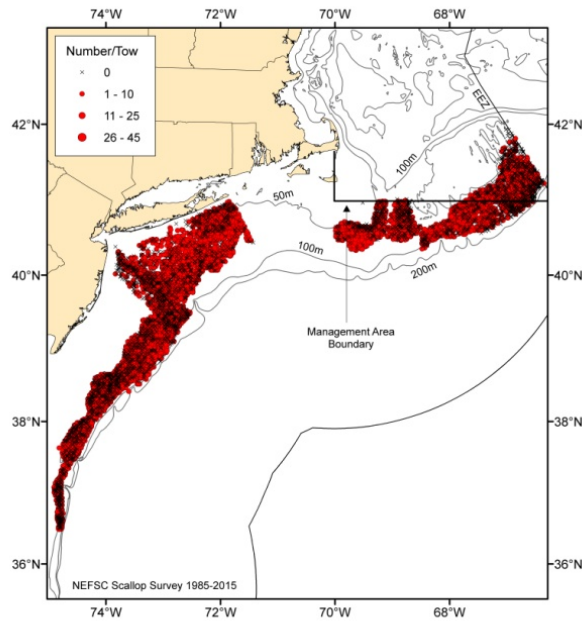 74°W
72°W
70°W
68°W
Number/Tow
0
1 - 10
11 - 25
26 - 45
EEZ
42°N
42°N
100m
50m
100m
200m
40°N
40°N
Management Area
Boundary
38°N
38°N
36°N
36°N
NEFSC Scallop Survey 1985-2015
74°W
72°W
70°W
68°W